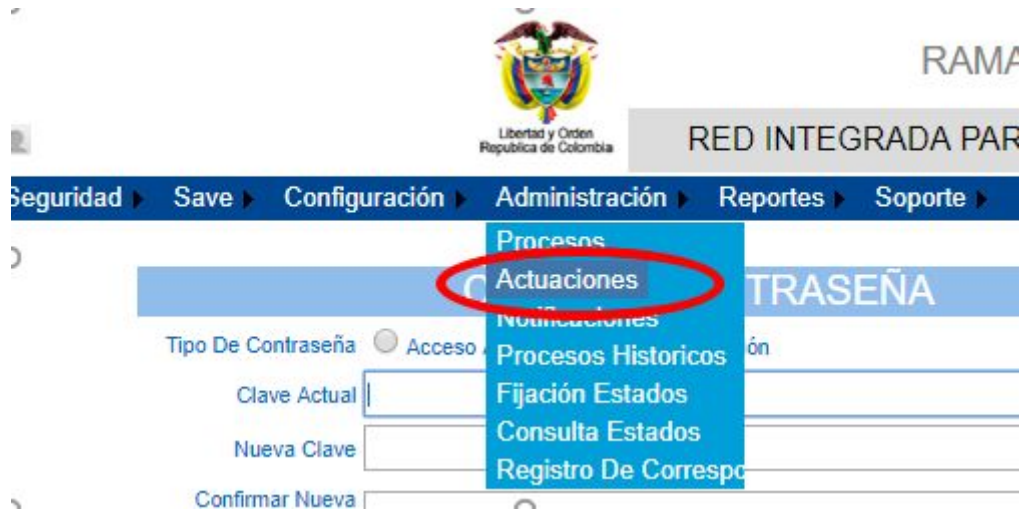 RAMA
Libertad y Orden
Republica de Colombia
RED INTEGRADA PAR
Seguridad Save Configuración Administración Reportes Soporte
Procesos
Actuaciones
TRASEÑA
Notificaciones
Tipo De Contraseña Acceso ón
Procesos Historicos
Clave Actual
Fijación Estados
Consulta Estados
Nueva Clave
Registro De Correspo
Confirmar Nueva